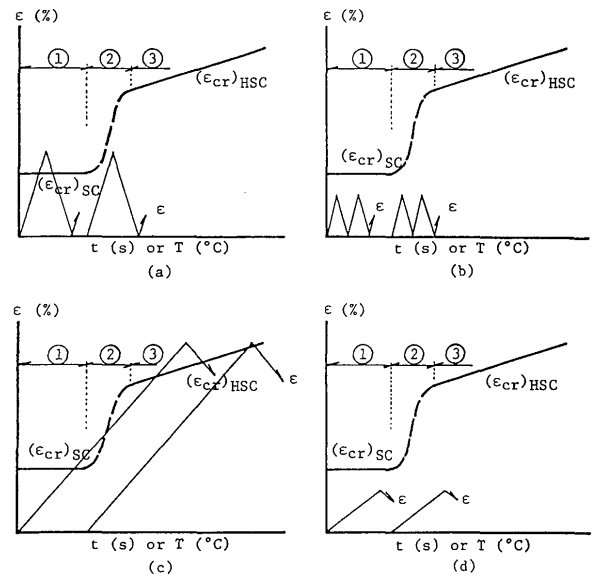 ε (%)
① ② ③
(εcr)HSC
(εcr)SC
ε
t (s) or T (°C)
(a)
ε (%)
① ② ③
(εcr)HSC
(εcr)SC
ε ε
t (s) or T (°C)
(b)
ε (%)
① ② ③
(εcr)HSC
ε
(εcr)SC
t (s) or T (°C)
(c)
ε (%)
① ② ③
(εcr)HSC
(εcr)SC
ε ε
t (s) or T (°C)
(d)